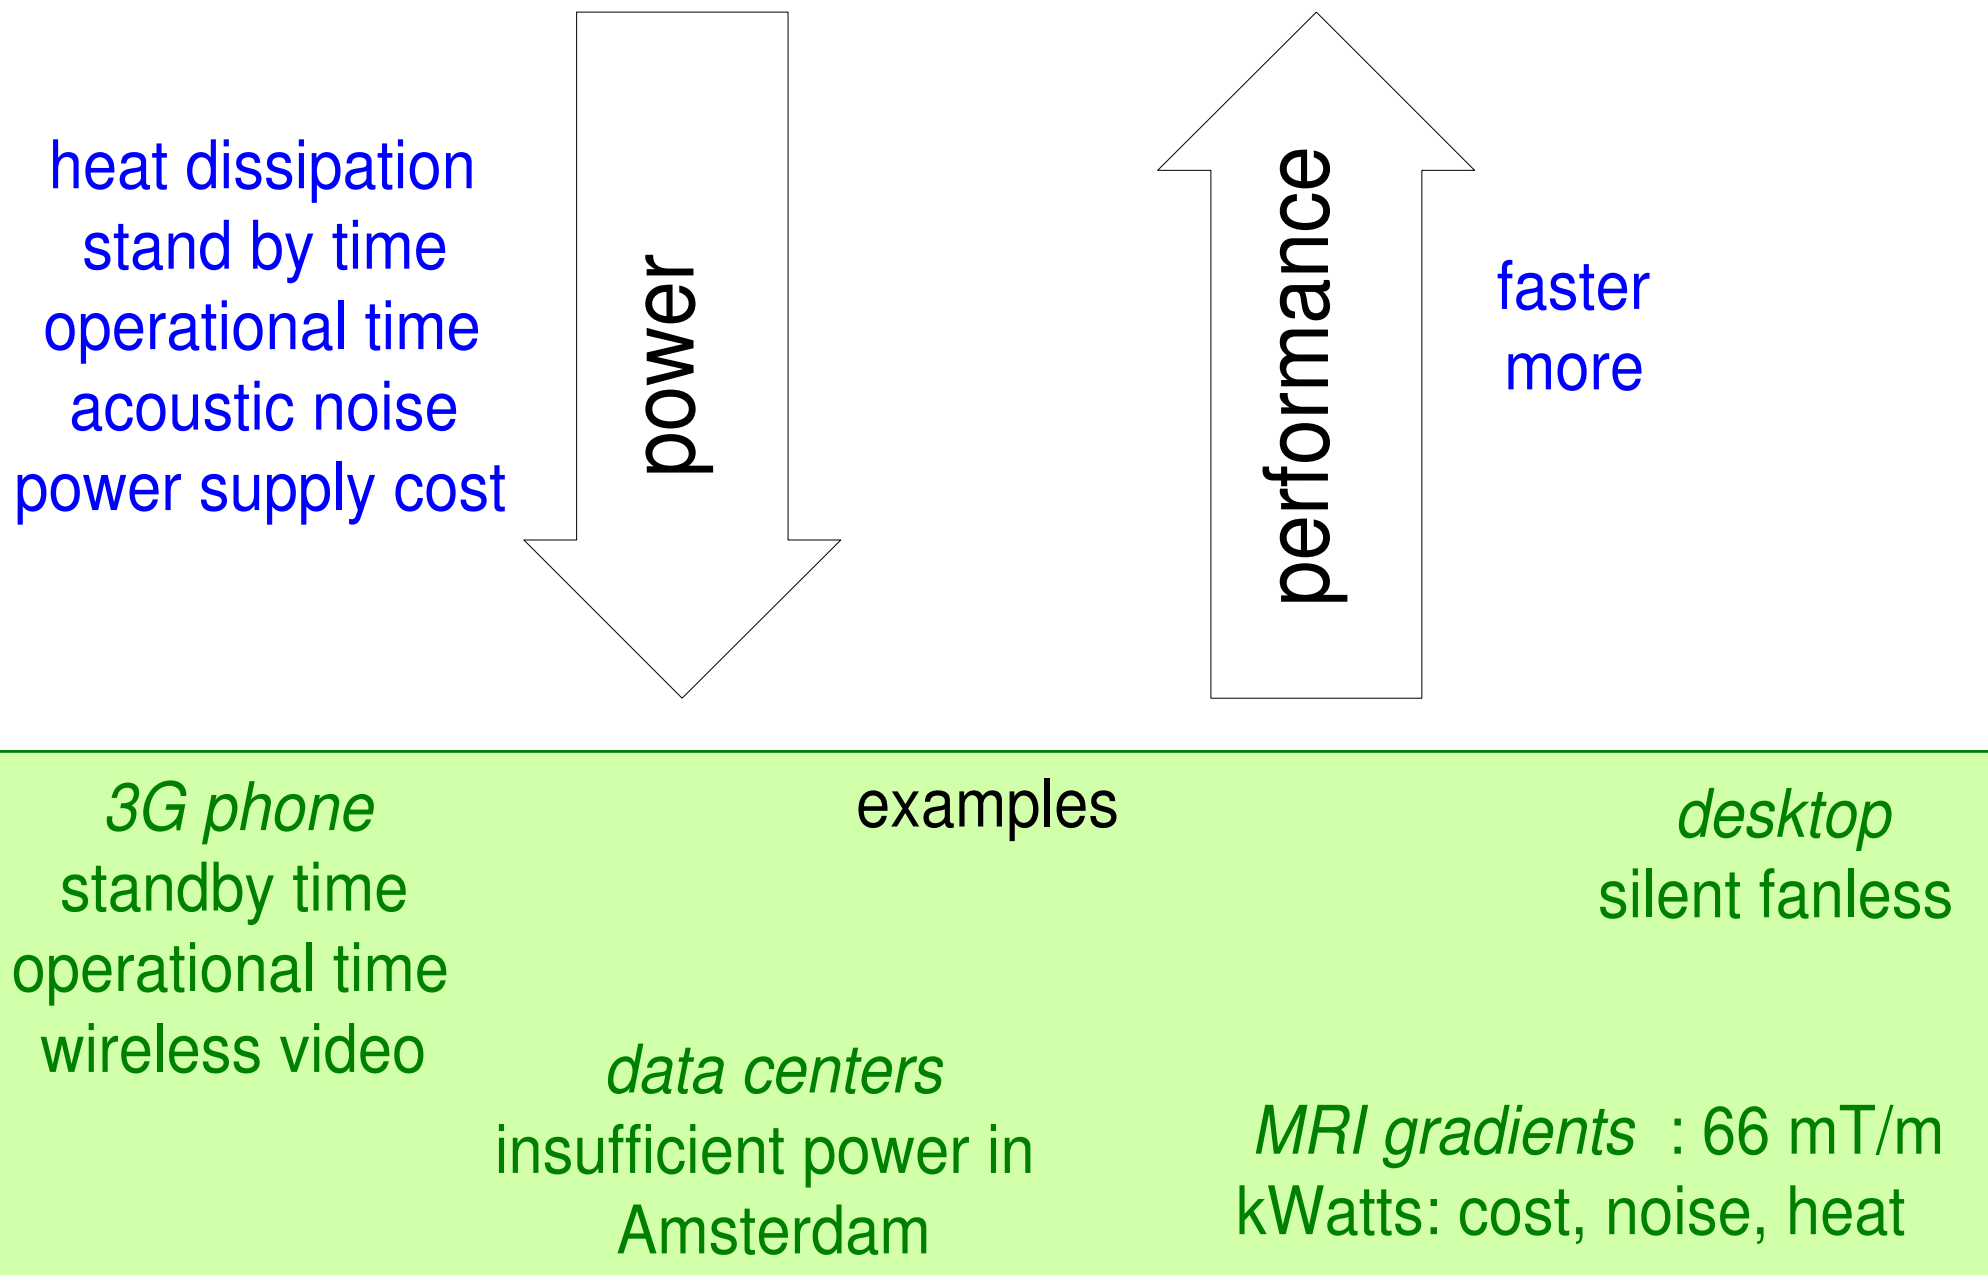 heat dissipation
stand by time
operational time
acoustic noise
power supply cost
power
performance
faster
more
examples
3G phone
standby time
operational time
wireless video
data centers
insufficient power in
Amsterdam
desktop
silent fanless
MRI gradients : 66 mT/m
kWatts: cost, noise, heat